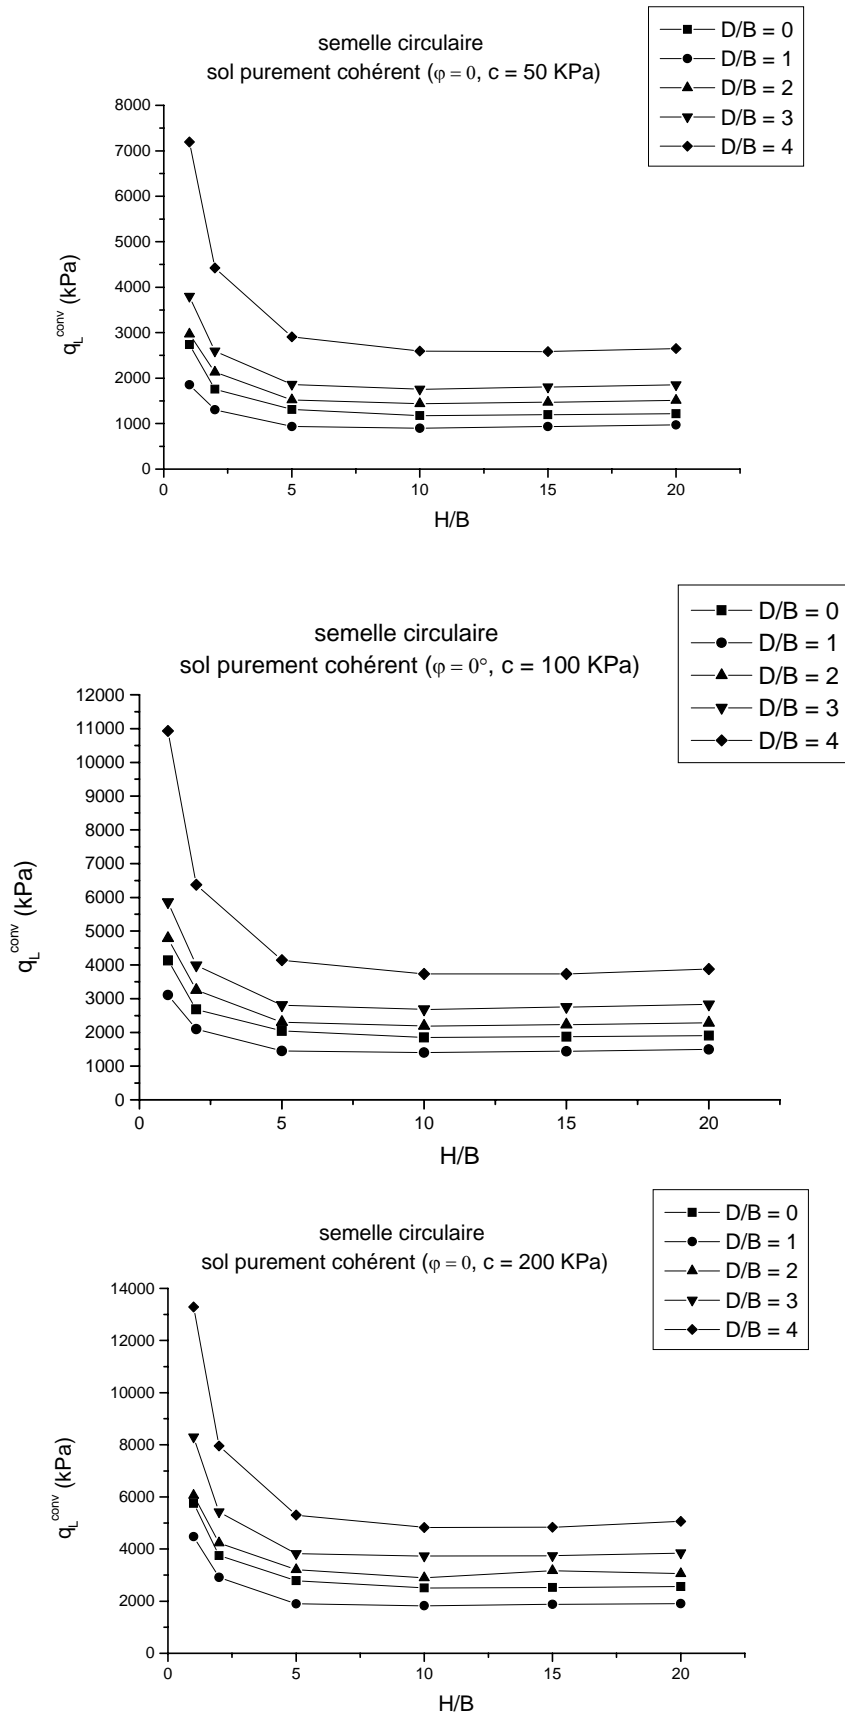 semelle circulaire
sol purement cohérent (φ = 0, c = 50 KPa)
D/B = 0
D/B = 1
D/B = 2
D/B = 3
D/B = 4
8000
7000
6000
5000
4000
3000
2000
1000
0
q_L^conv (kPa)
0 5 10 15 20
H/B
semelle circulaire
sol purement cohérent (φ = 0°, c = 100 KPa)
D/B = 0
D/B = 1
D/B = 2
D/B = 3
D/B = 4
12000
11000
10000
9000
8000
7000
6000
5000
4000
3000
2000
1000
0
q_L^conv (kPa)
0 5 10 15 20
H/B
semelle circulaire
sol purement cohérent (φ = 0, c = 200 KPa)
D/B = 0
D/B = 1
D/B = 2
D/B = 3
D/B = 4
14000
12000
10000
8000
6000
4000
2000
0
q_L^conv (kPa)
0 5 10 15 20
H/B